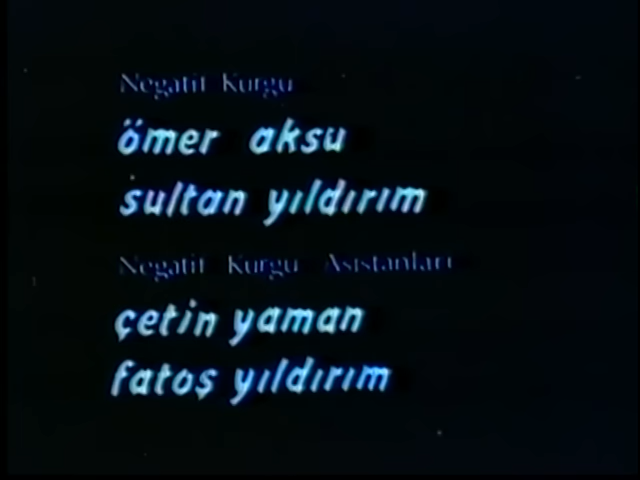 Negatif Kurgu
ömer aksu
sultan yıldırım
Negatif Kurgu Asistanları
çetin yaman
fatoş yıldırım